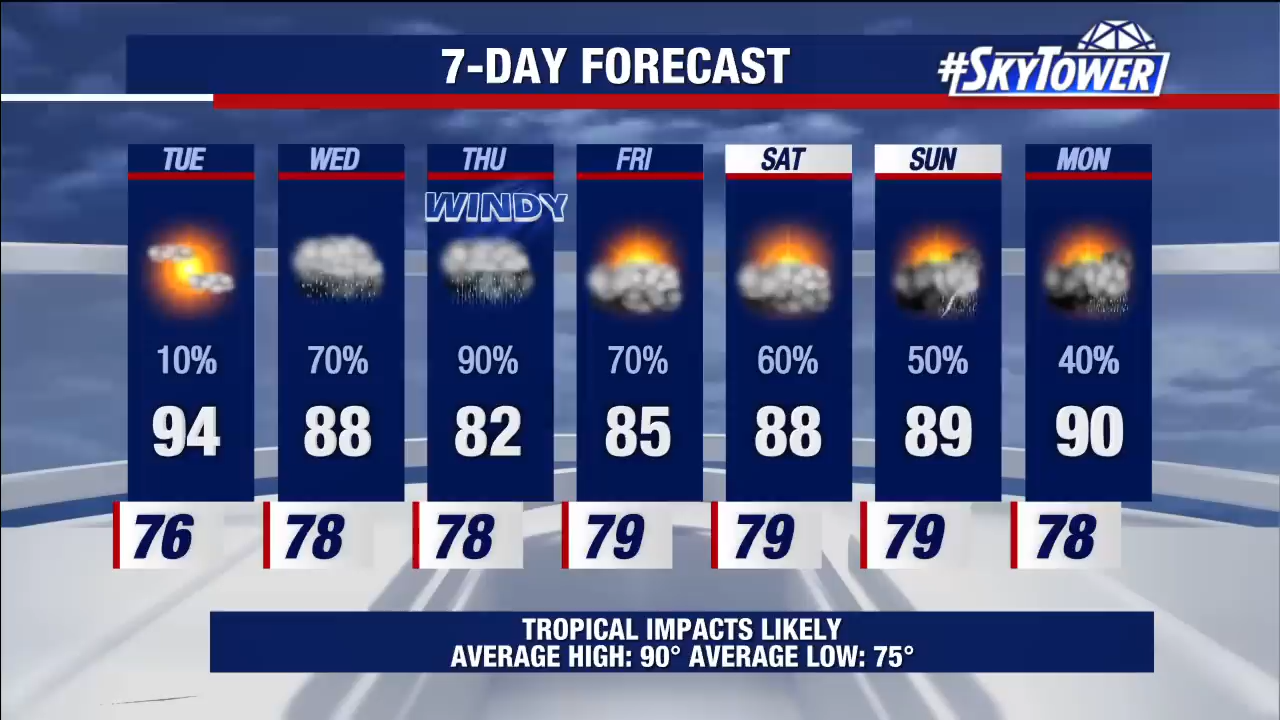 7-DAY FORECAST
#SKYTOWER
TUE WED THU FRI SAT SUN MON
WINDY
10% 70% 90% 70% 60% 50% 40%
94 88 82 85 88 89 90
76 78 78 79 79 79 78
TROPICAL IMPACTS LIKELY
AVERAGE HIGH: 90° AVERAGE LOW: 75°